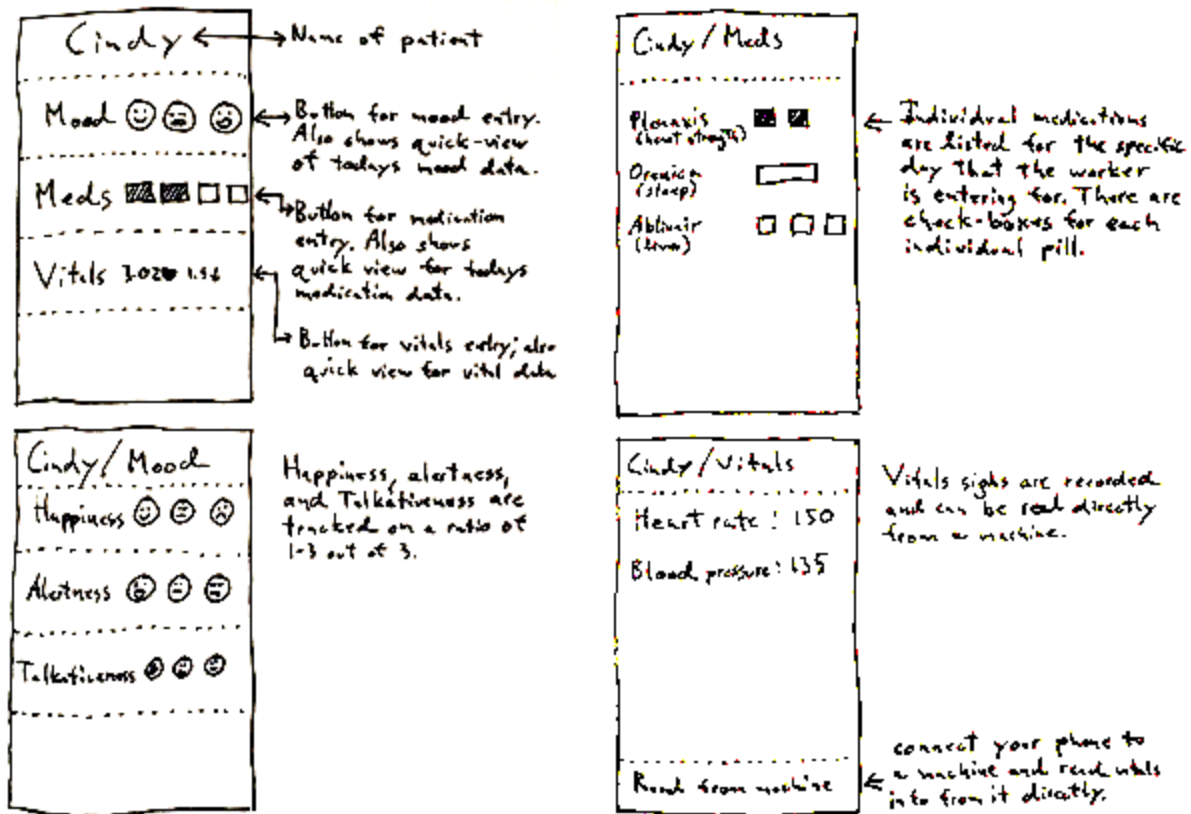 Cindy
Name of patient
Mood
Button for mood entry.
Also shows quick-view
of todays mood data.
Meds
Button for medication
entry. Also shows
quick view for todays
medication data.
Vitals
Button for vitals entry; also
quick view for vital data
Cindy / Meds
(sleep)
(liver)
Individual medications
are listed for the specific
day that the worker
is entering for. There are
check-boxes for each
individual pill.
Cindy / Mood
Happiness
Alertness
Talkativeness
Happiness, alertness,
and Talkativeness are
tracked on a ratio of
1-3 out of 3.
Cindy / Vitals
Heart rate : 150
Blood pressure : 135
Read from machine
Vitals sighs are recorded
and can be read directly
from a machine.
connect your phone to
a machine and read vitals
info from it directly.